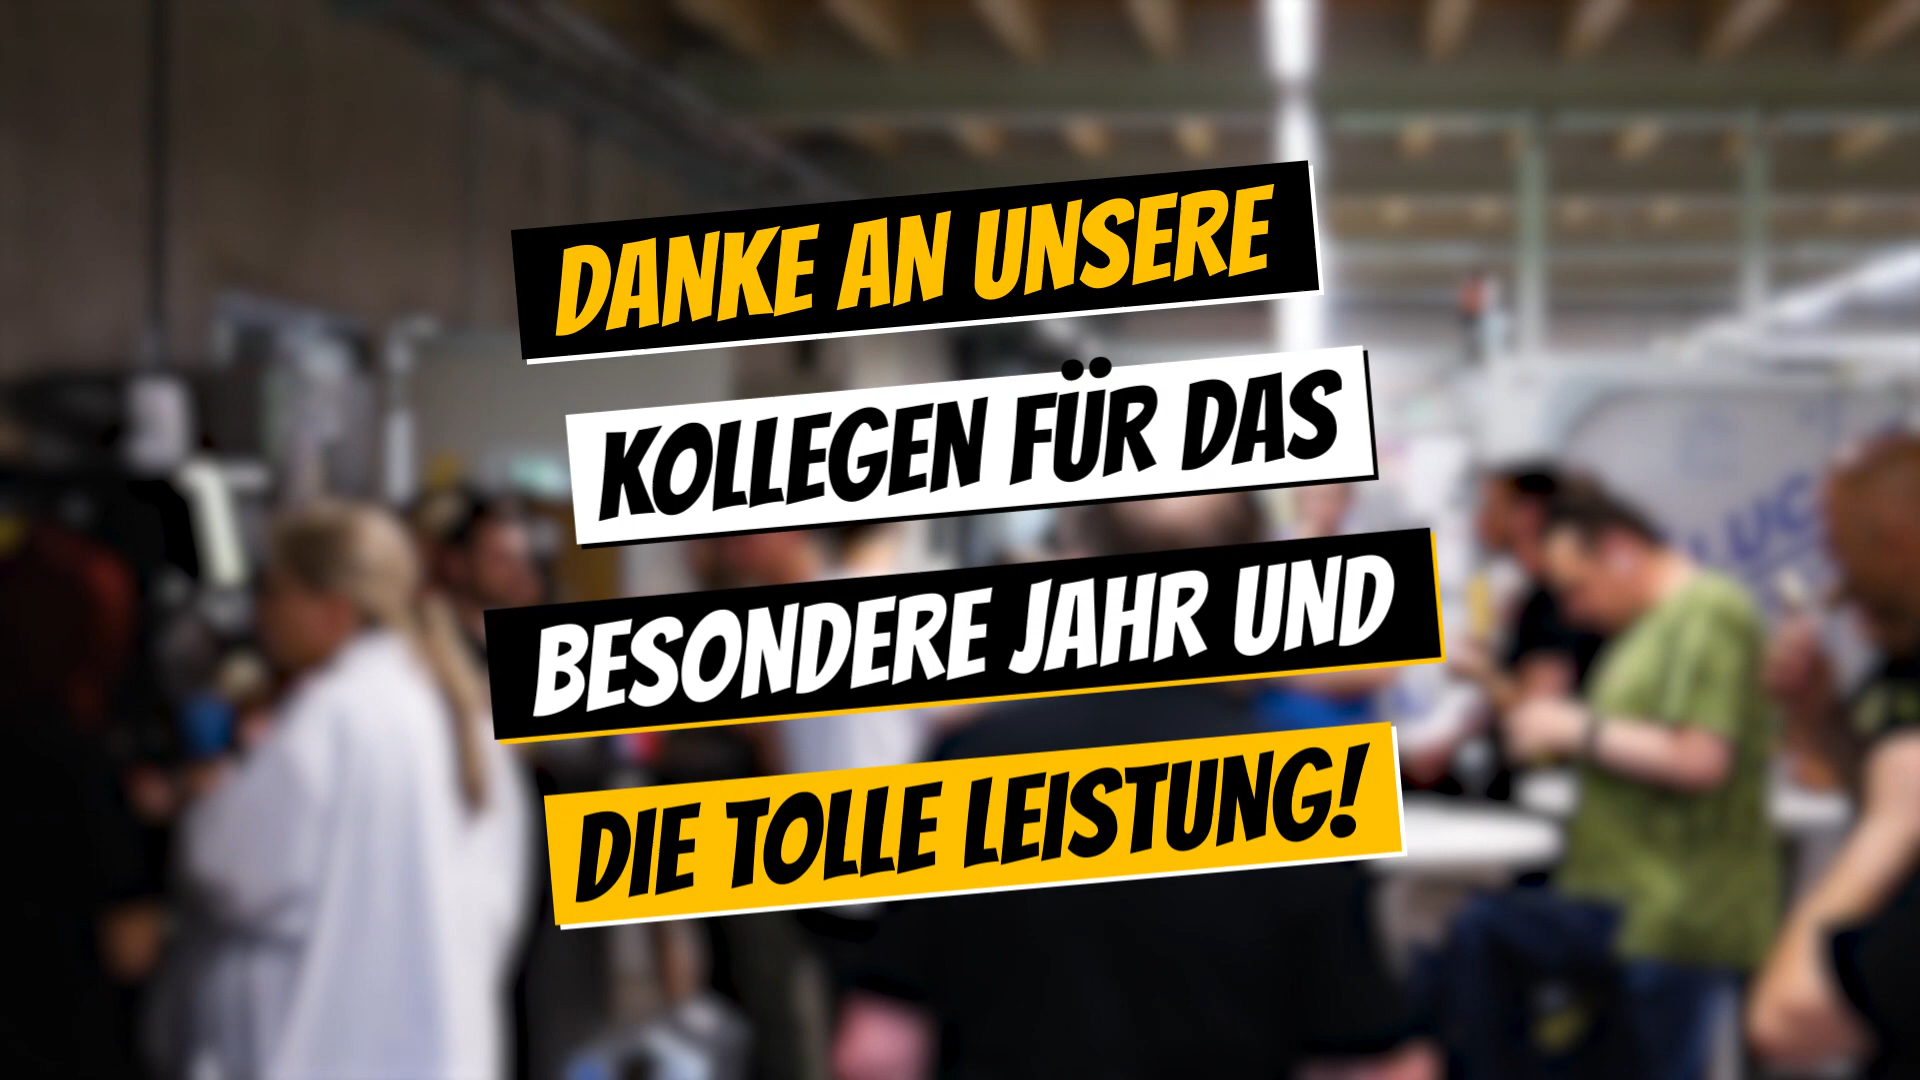 DANKE AN UNSERE
KOLLEGEN FÜR DAS
BESONDERE JAHR UND
DIE TOLLE LEISTUNG!